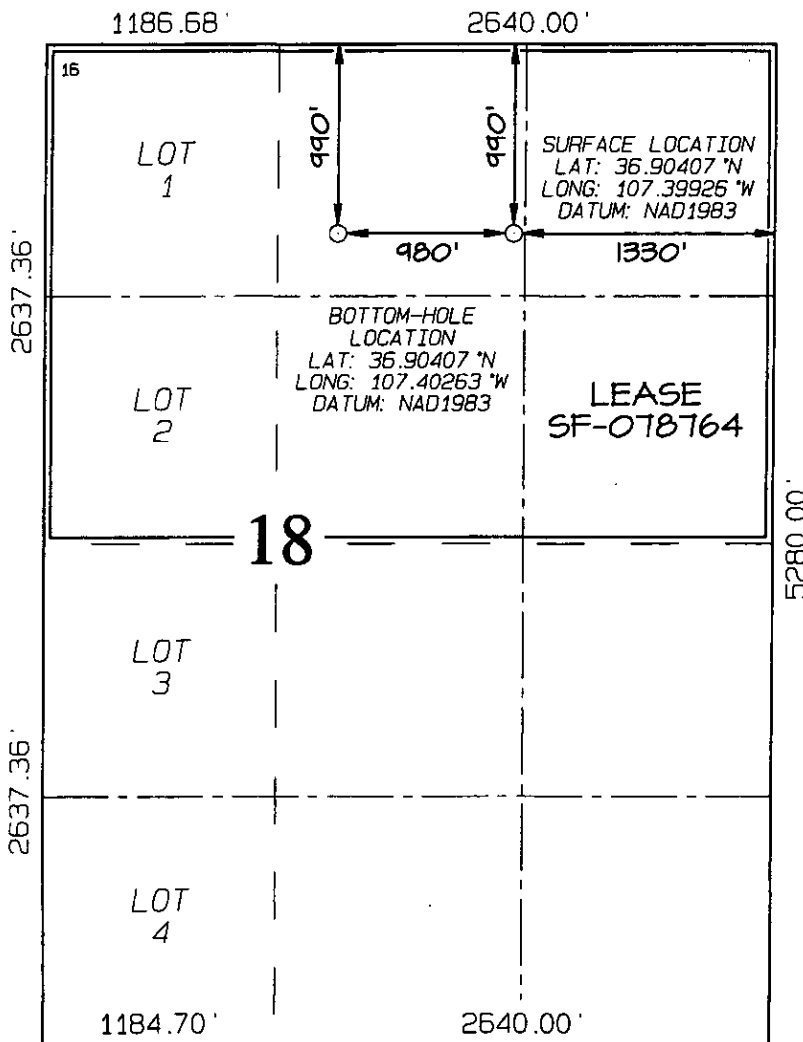 1186.68'
2640.00'
16
LOT
1
990'
990'
SURFACE LOCATION
LAT: 36.90407 °N
LONG: 107.39926 °W
DATUM: NAD1983
980'
1330'
2637.36'
BOTTOM-HOLE
LOCATION
LAT: 36.90407 °N
LONG: 107.40263 °W
DATUM: NAD1983
LOT
2
LEASE
SF-078764
18
5280.00'
LOT
3
2637.36'
LOT
4
1184.70'
2640.00'